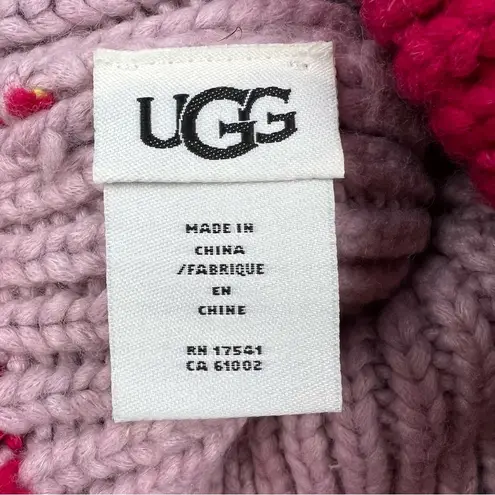 UGG
MADE IN
CHINA
/FABRIQUE
EN
CHINE
RN 17541
CA 61002